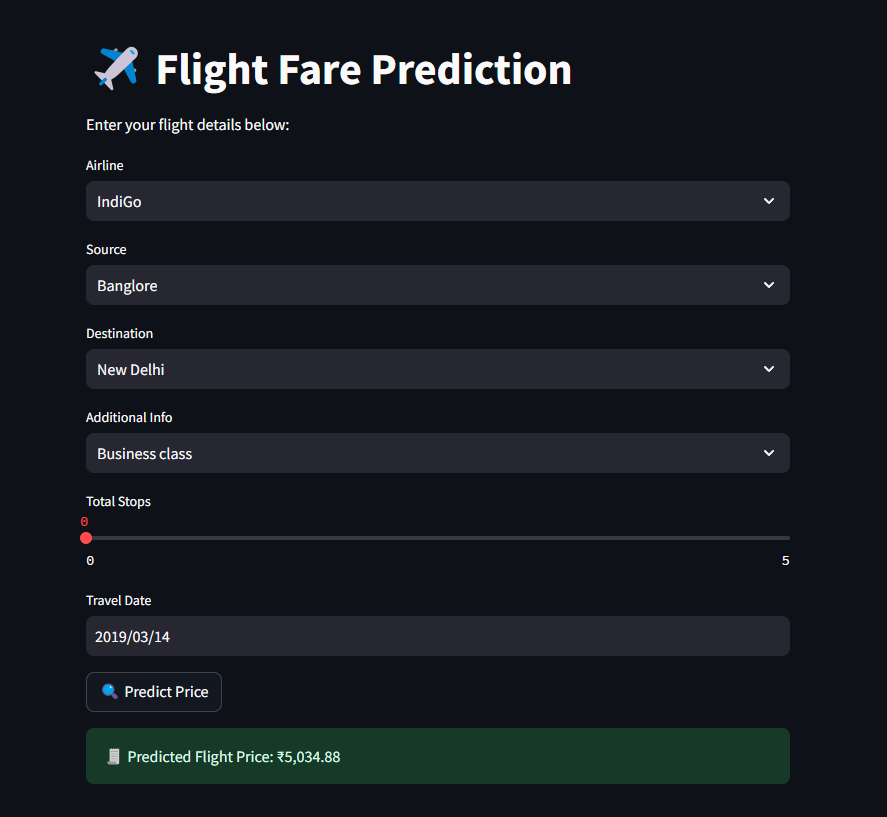 Flight Fare Prediction
Enter your flight details below:
Airline
IndiGo
Source
Banglore
Destination
New Delhi
Additional Info
Business class
Total Stops
0
0 5
Travel Date
2019/03/14
Predict Price
Predicted Flight Price: ₹5,034.88